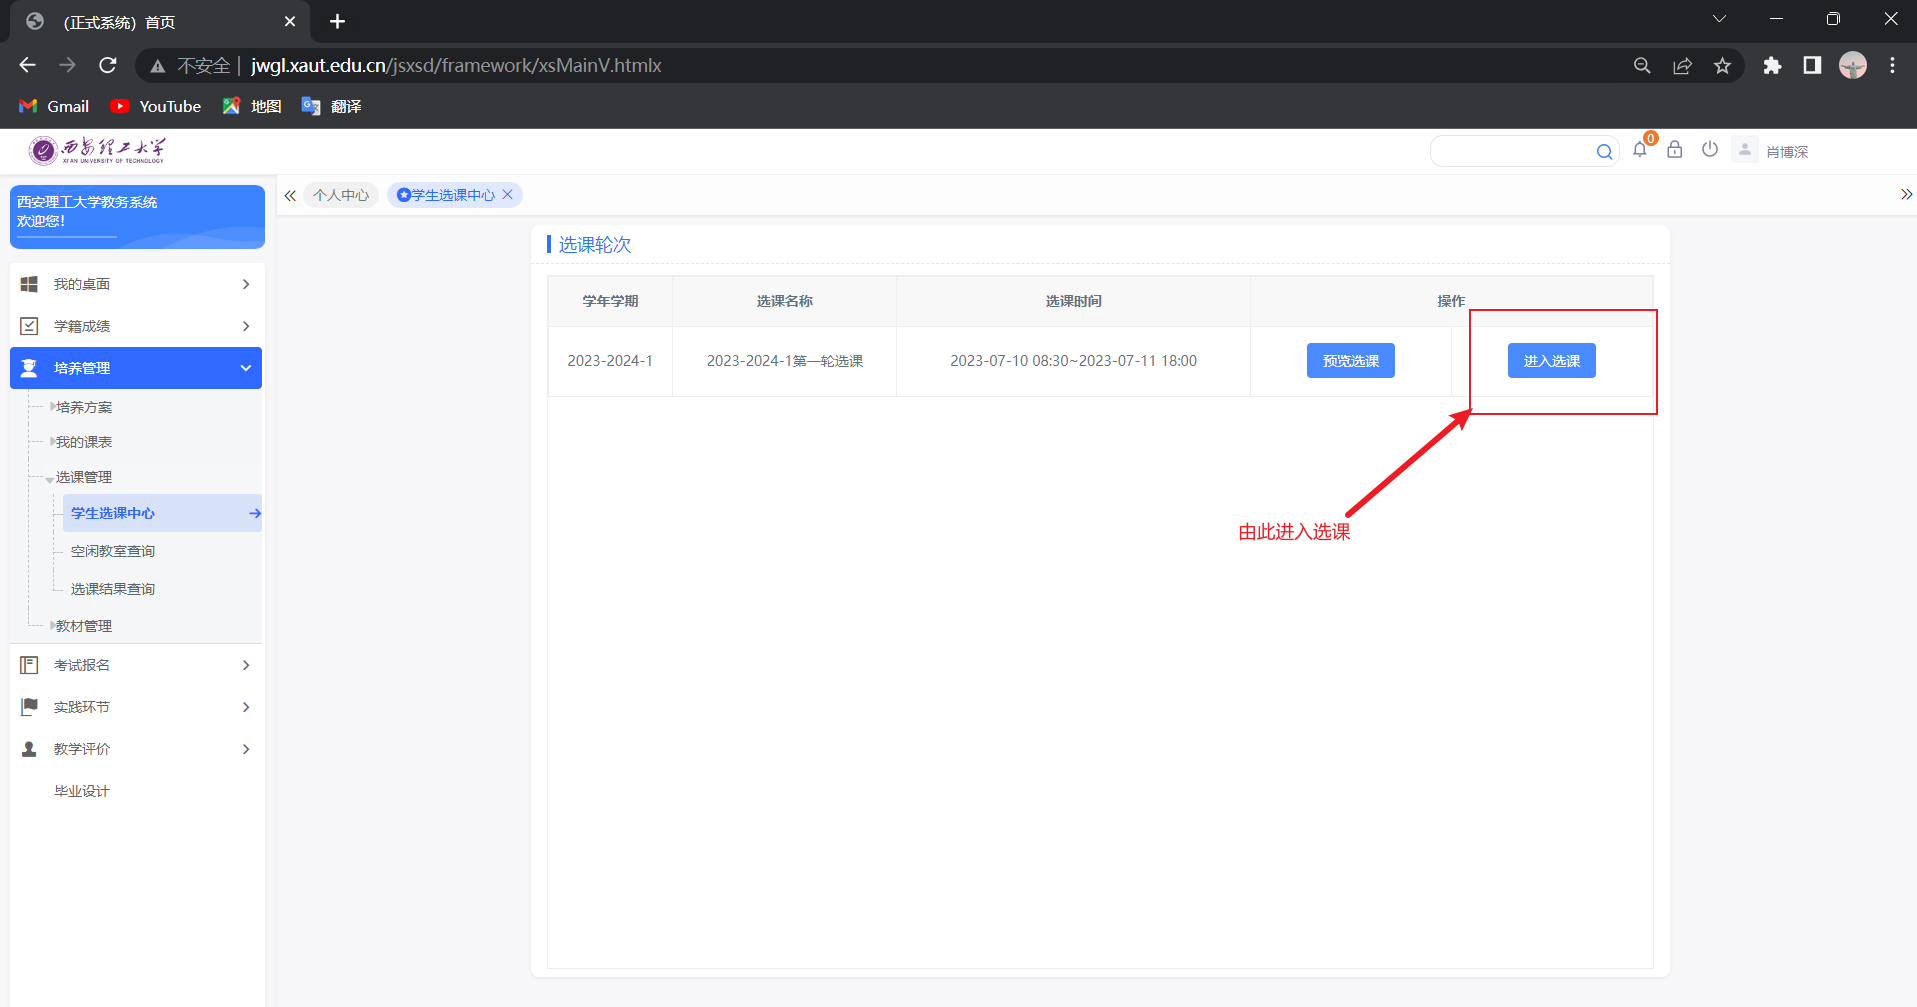 (正式系统) 首页
不安全 | jwgl.xaut.edu.cn/jsxsd/framework/xsMainV.htmlx
Gmail
YouTube
地图
翻译
西安理工大学
XI'AN UNIVERSITY OF TECHNOLOGY
0
肖博深
西安理工大学教务系统
欢迎您!
个人中心
学生选课中心
我的桌面
学籍成绩
培养管理
培养方案
我的课表
选课管理
学生选课中心
空闲教室查询
选课结果查询
教材管理
考试报名
实践环节
教学评价
毕业设计
选课轮次
学年学期 选课名称 选课时间 操作
2023-2024-1 2023-2024-1第一轮选课 2023-07-10 08:30~2023-07-11 18:00 预览选课 进入选课
由此进入选课